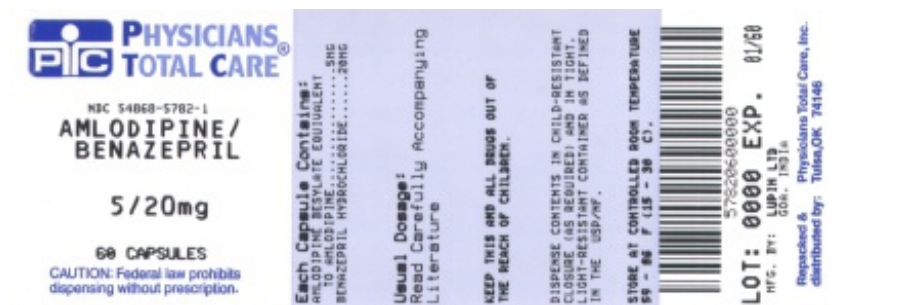 PTC PHYSICIANS
TOTAL CARE®
NDC 54868-5782-1
AMLODIPINE/
BENAZEPRIL
5/20mg
60 CAPSULES
CAUTION: Federal law prohibits
dispensing without prescription.
Each Capsule Contains:
AMLODIPINE BESYLATE EQUIVALENT
TO AMLODIPINE...................5MG
BENAZEPRIL HYDROCHLORIDE..20MG
Usual Dosage:
Read Carefully Accompanying
Literature
KEEP THIS AND ALL DRUGS OUT OF
THE REACH OF CHILDREN.
DISPENSE CONTENTS IN CHILD-RESISTANT
CLOSURE (AS REQUIRED) AND IN TIGHT,
LIGHT-RESISTANT CONTAINER AS DEFINED
IN THE USP/NF.
STORE AT CONTROLLED ROOM TEMPERATURE
59 - 86 F (15 - 30 C).
57820600000
LOT: 0000 EXP. 01/60
MFG. BY: LUPIN LTD
GOA, INDIA
Repacked & Physicians Total Care, Inc.
distributed by: Tulsa,OK 74146